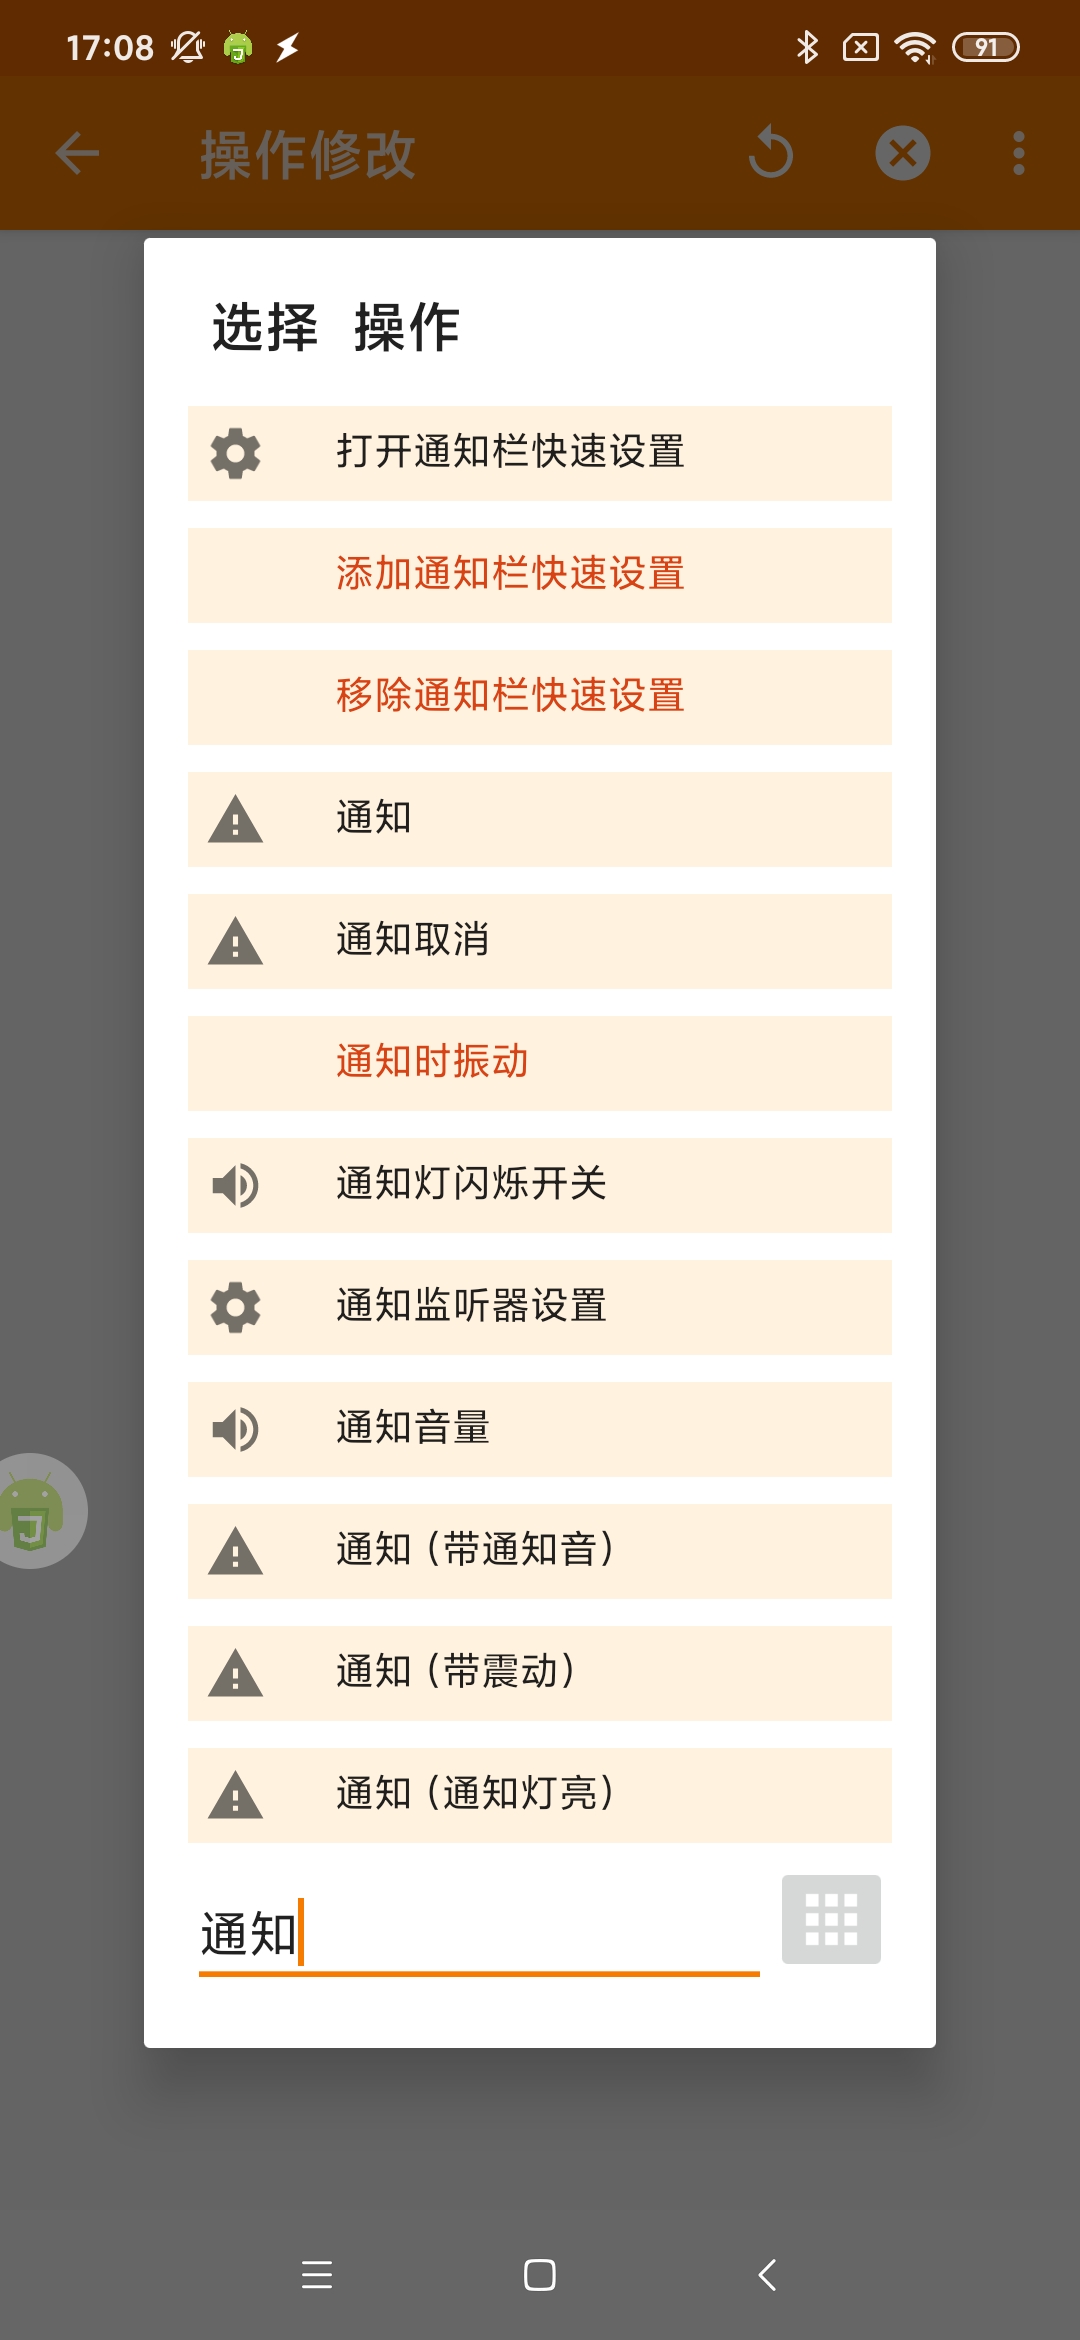 17:08
91
操作修改
选择 操作
打开通知栏快速设置
添加通知栏快速设置
移除通知栏快速设置
通知
通知取消
通知时振动
通知灯闪烁开关
通知监听器设置
通知音量
通知 (带通知音)
通知 (带震动)
通知 (通知灯亮)
通知